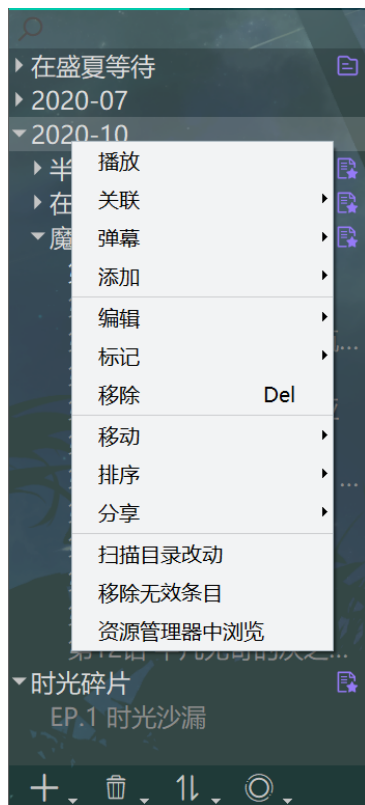 在盛夏等待
2020-07
2020-10
半
播放
在
关联
魔
弹幕
添加
编辑
标记
移除 Del
移动
排序
分享
扫描目录改动
移除无效条目
资源管理器中浏览
时光碎片
EP.1 时光沙漏